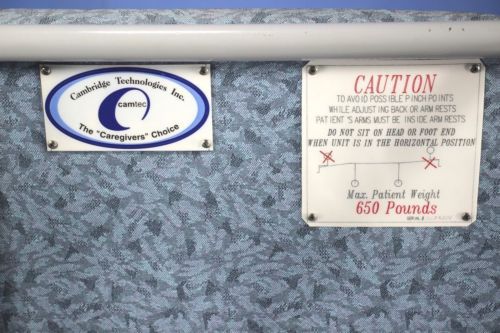 Cambridge Technologies Inc.
camtec
The "Caregivers" Choice
CAUTION
TO AVOID POSSIBLE PINCH POINTS
WHILE ADJUSTING BACK OR ARM RESTS
PATIENT'S ARMS MUST BE INSIDE ARM RESTS
DO NOT SIT ON HEAD OR FOOT END
WHEN UNIT IS IN THE HORIZONTAL POSITION
Max. Patient Weight
650 Pounds